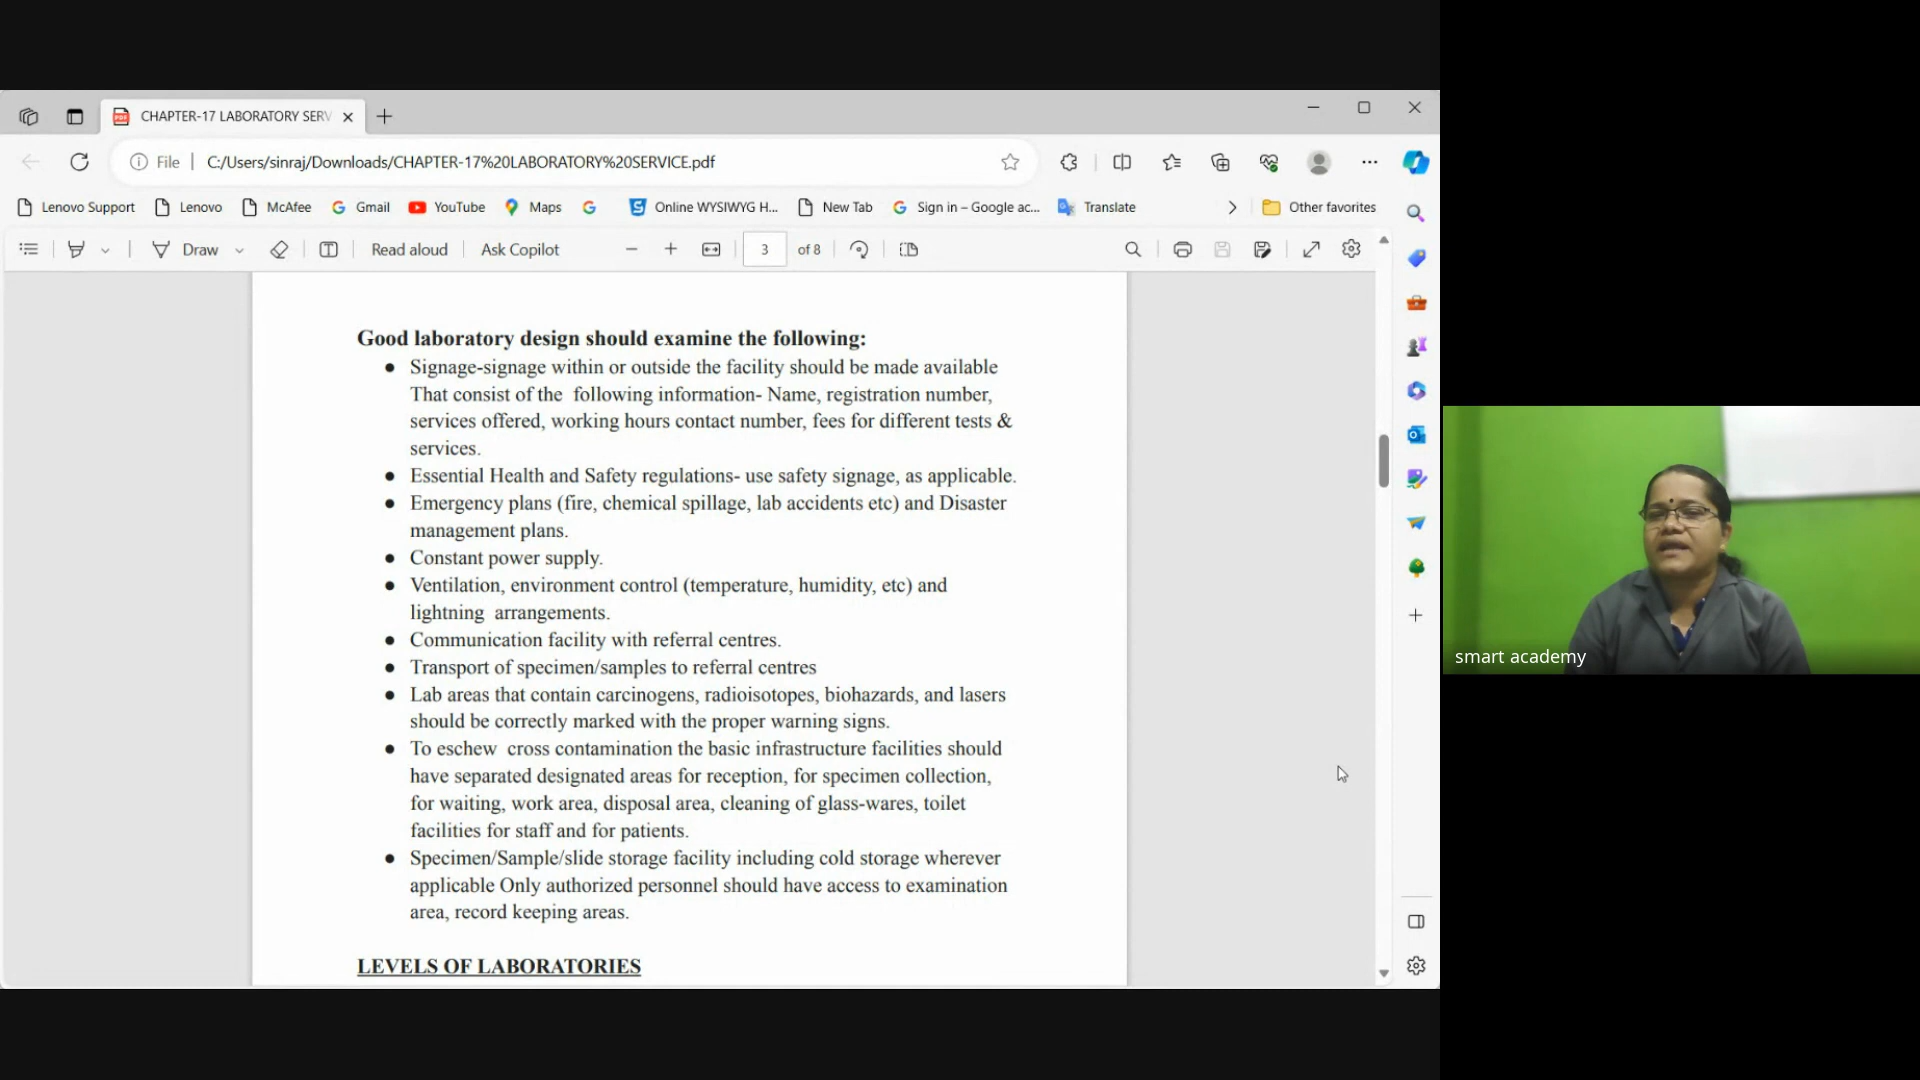 CHAPTER-17 LABORATORY SERV
File
C:/Users/sinraj/Downloads/CHAPTER-17%20LABORATORY%20SERVICE.pdf
Lenovo Support Lenovo McAfee Gmail YouTube Maps Online WYSIWYG H... New Tab Sign in – Google ac... Translate Other favorites
Draw Read aloud Ask Copilot 3 of 8
Good laboratory design should examine the following:
● Signage-signage within or outside the facility should be made available
That consist of the following information- Name, registration number,
services offered, working hours contact number, fees for different tests &
services.
● Essential Health and Safety regulations- use safety signage, as applicable.
● Emergency plans (fire, chemical spillage, lab accidents etc) and Disaster
management plans.
● Constant power supply.
● Ventilation, environment control (temperature, humidity, etc) and
lightning arrangements.
● Communication facility with referral centres.
● Transport of specimen/samples to referral centres
● Lab areas that contain carcinogens, radioisotopes, biohazards, and lasers
should be correctly marked with the proper warning signs.
● To eschew cross contamination the basic infrastructure facilities should
have separated designated areas for reception, for specimen collection,
for waiting, work area, disposal area, cleaning of glass-wares, toilet
facilities for staff and for patients.
● Specimen/Sample/slide storage facility including cold storage wherever
applicable Only authorized personnel should have access to examination
area, record keeping areas.
LEVELS OF LABORATORIES
smart academy